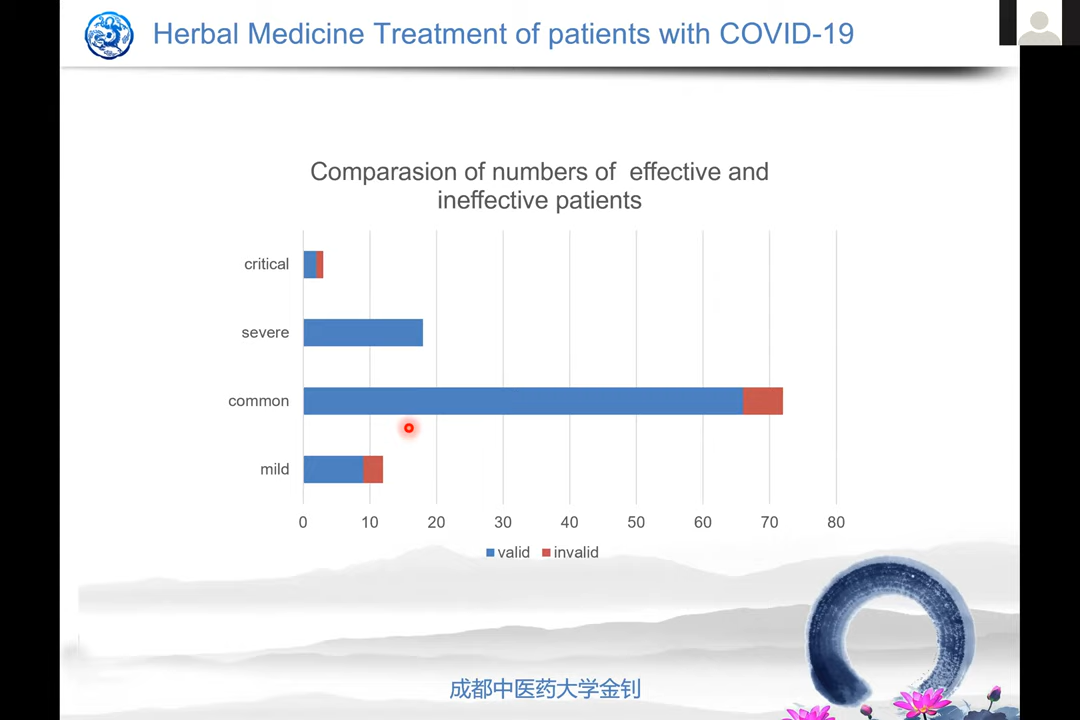 Herbal Medicine Treatment of patients with COVID-19
Comparasion of numbers of effective and
ineffective patients
critical
severe
common
mild
0 10 20 30 40 50 60 70 80
valid invalid
成都中医药大学金钊